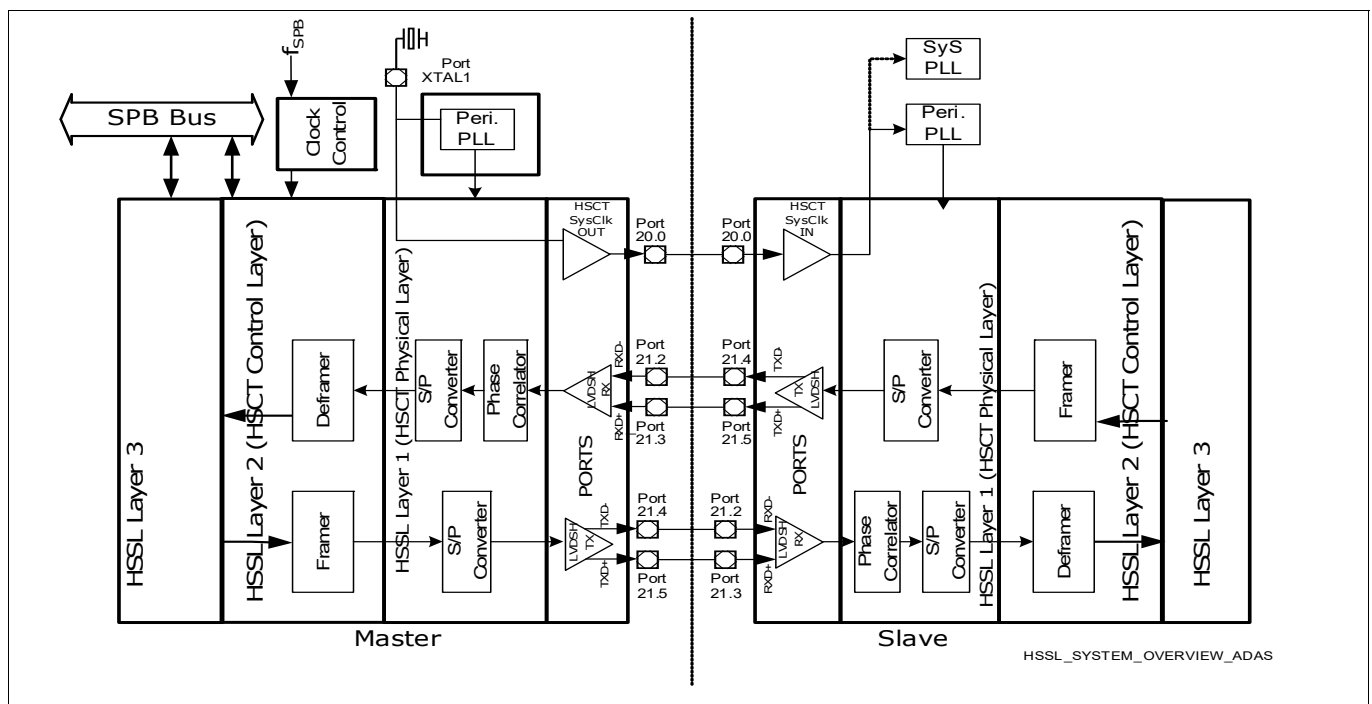 fSPB
Port
XTAL1
SPB Bus
Clock
Control
Peri.
PLL
SyS
PLL
Peri.
PLL
HSCT
SysClk
OUT
Port
20.0
Port
20.0
HSCT
SysClk
IN
HSSL Layer 3
HSSL Layer 2 (HSCT Control Layer)
HSSL Layer 1 (HSCT Physical Layer)
Deframer
S/P
Converter
Phase
Correlator
LVDSH
RX
RXD-
RXD+
Port
21.2
Port
21.3
Port
21.4
Port
21.5
TXD-
TXD+
LVDSH
TX
S/P
Converter
Framer
PORTS
PORTS
Framer
S/P
Converter
LVDSH
TX
TXD-
TXD+
Port
21.4
Port
21.5
Port
21.2
Port
21.3
RXD-
RXD+
LVDSH
RX
Phase
Correlator
S/P
Converter
HSSL Layer 1 (HSCT Physical Layer)
Deframer
HSSL Layer 2 (HSCT Control Layer)
HSSL Layer 3
Master
Slave
HSSL_SYSTEM_OVERVIEW_ADAS